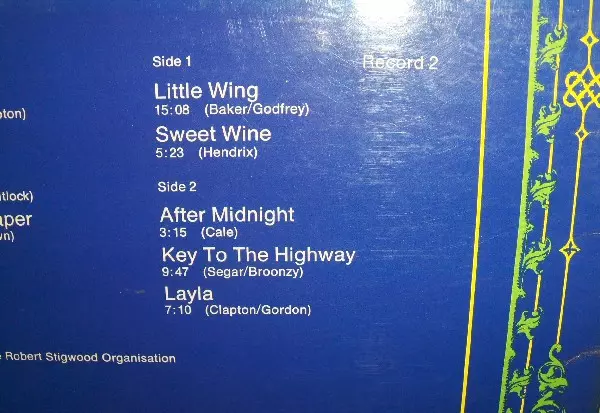 Side 1 Record 2
Little Wing
15:08 (Baker/Godfrey)
Sweet Wine
5:23 (Hendrix)
Side 2
After Midnight
3:15 (Cale)
Key To The Highway
9:47 (Segar/Broonzy)
Layla
7:10 (Clapton/Gordon)
Robert Stigwood Organisation